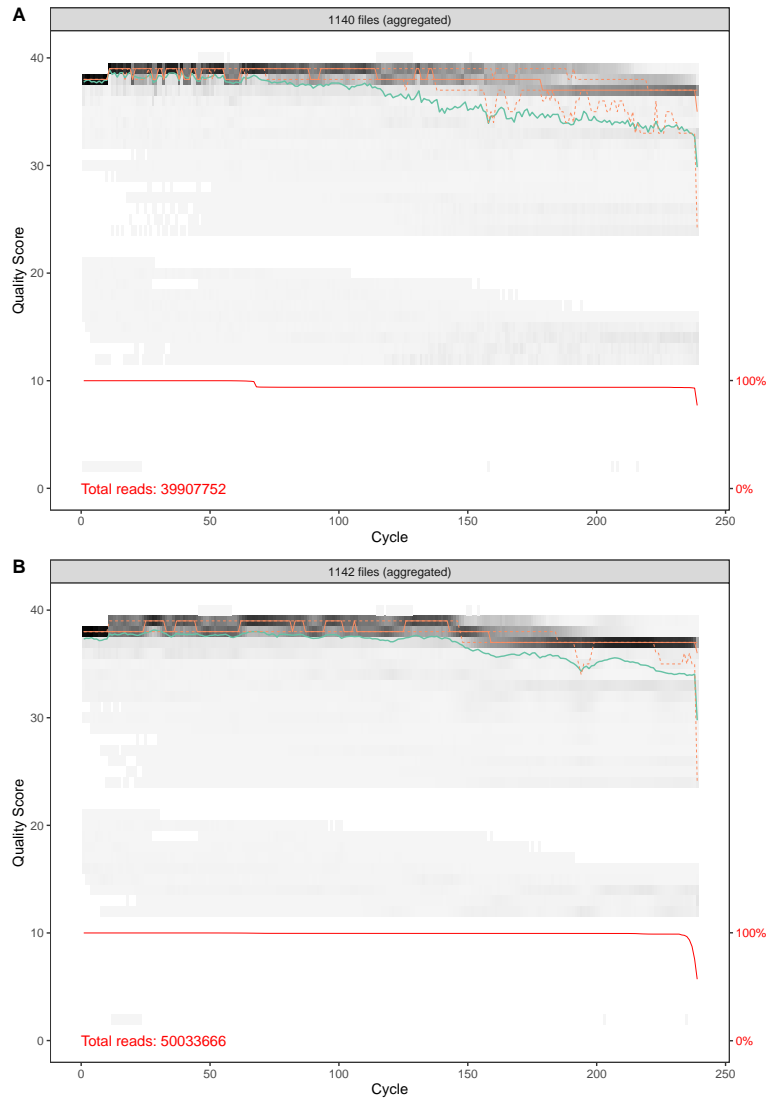 A
1140 files (aggregated)
40
30
20
10
0
Quality Score
100%
0%
Total reads: 39907752
0 50 100 150 200 250
Cycle
B
1142 files (aggregated)
40
30
20
10
0
Quality Score
100%
0%
Total reads: 50033666
0 50 100 150 200 250
Cycle